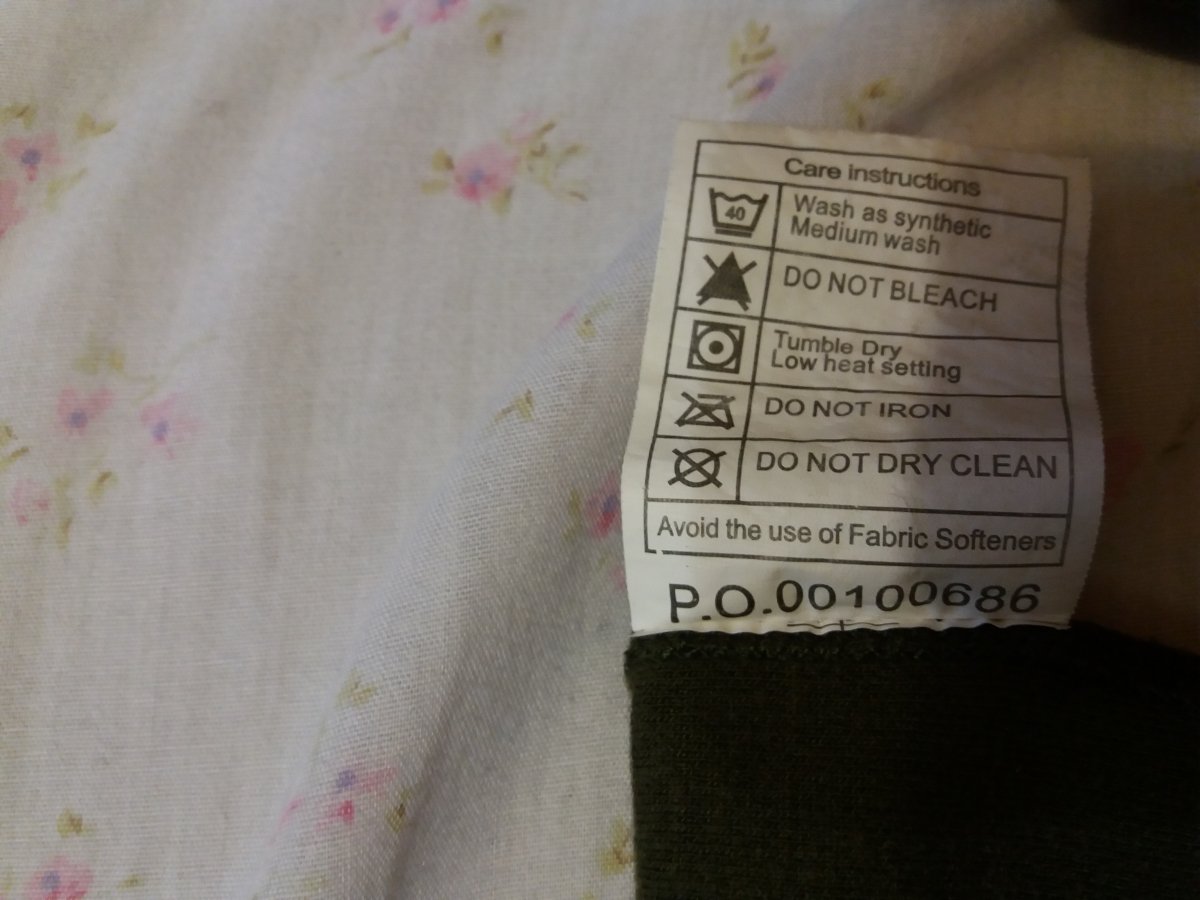 Care instructions
40
Wash as synthetic
Medium wash
DO NOT BLEACH
Tumble Dry
Low heat setting
DO NOT IRON
DO NOT DRY CLEAN
Avoid the use of Fabric Softeners
P.O.00100686